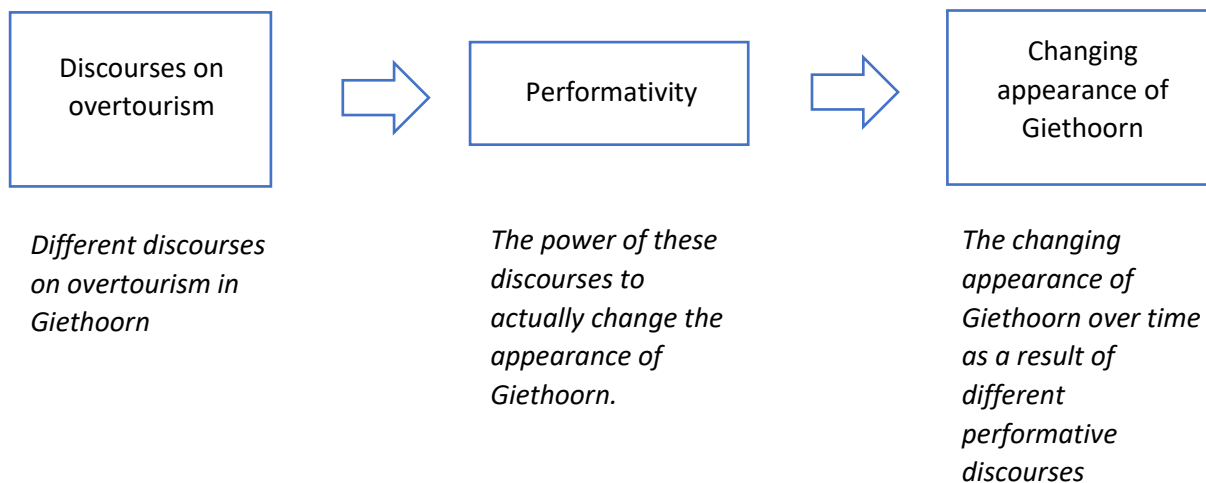 Discourses on
overtourism
Performativity
Changing
appearance of
Giethoorn
Different discourses
on overtourism in
Giethoorn
The power of these
discourses to
actually change the
appearance of
Giethoorn.
The changing
appearance of
Giethoorn over time
as a result of
different
performative
discourses